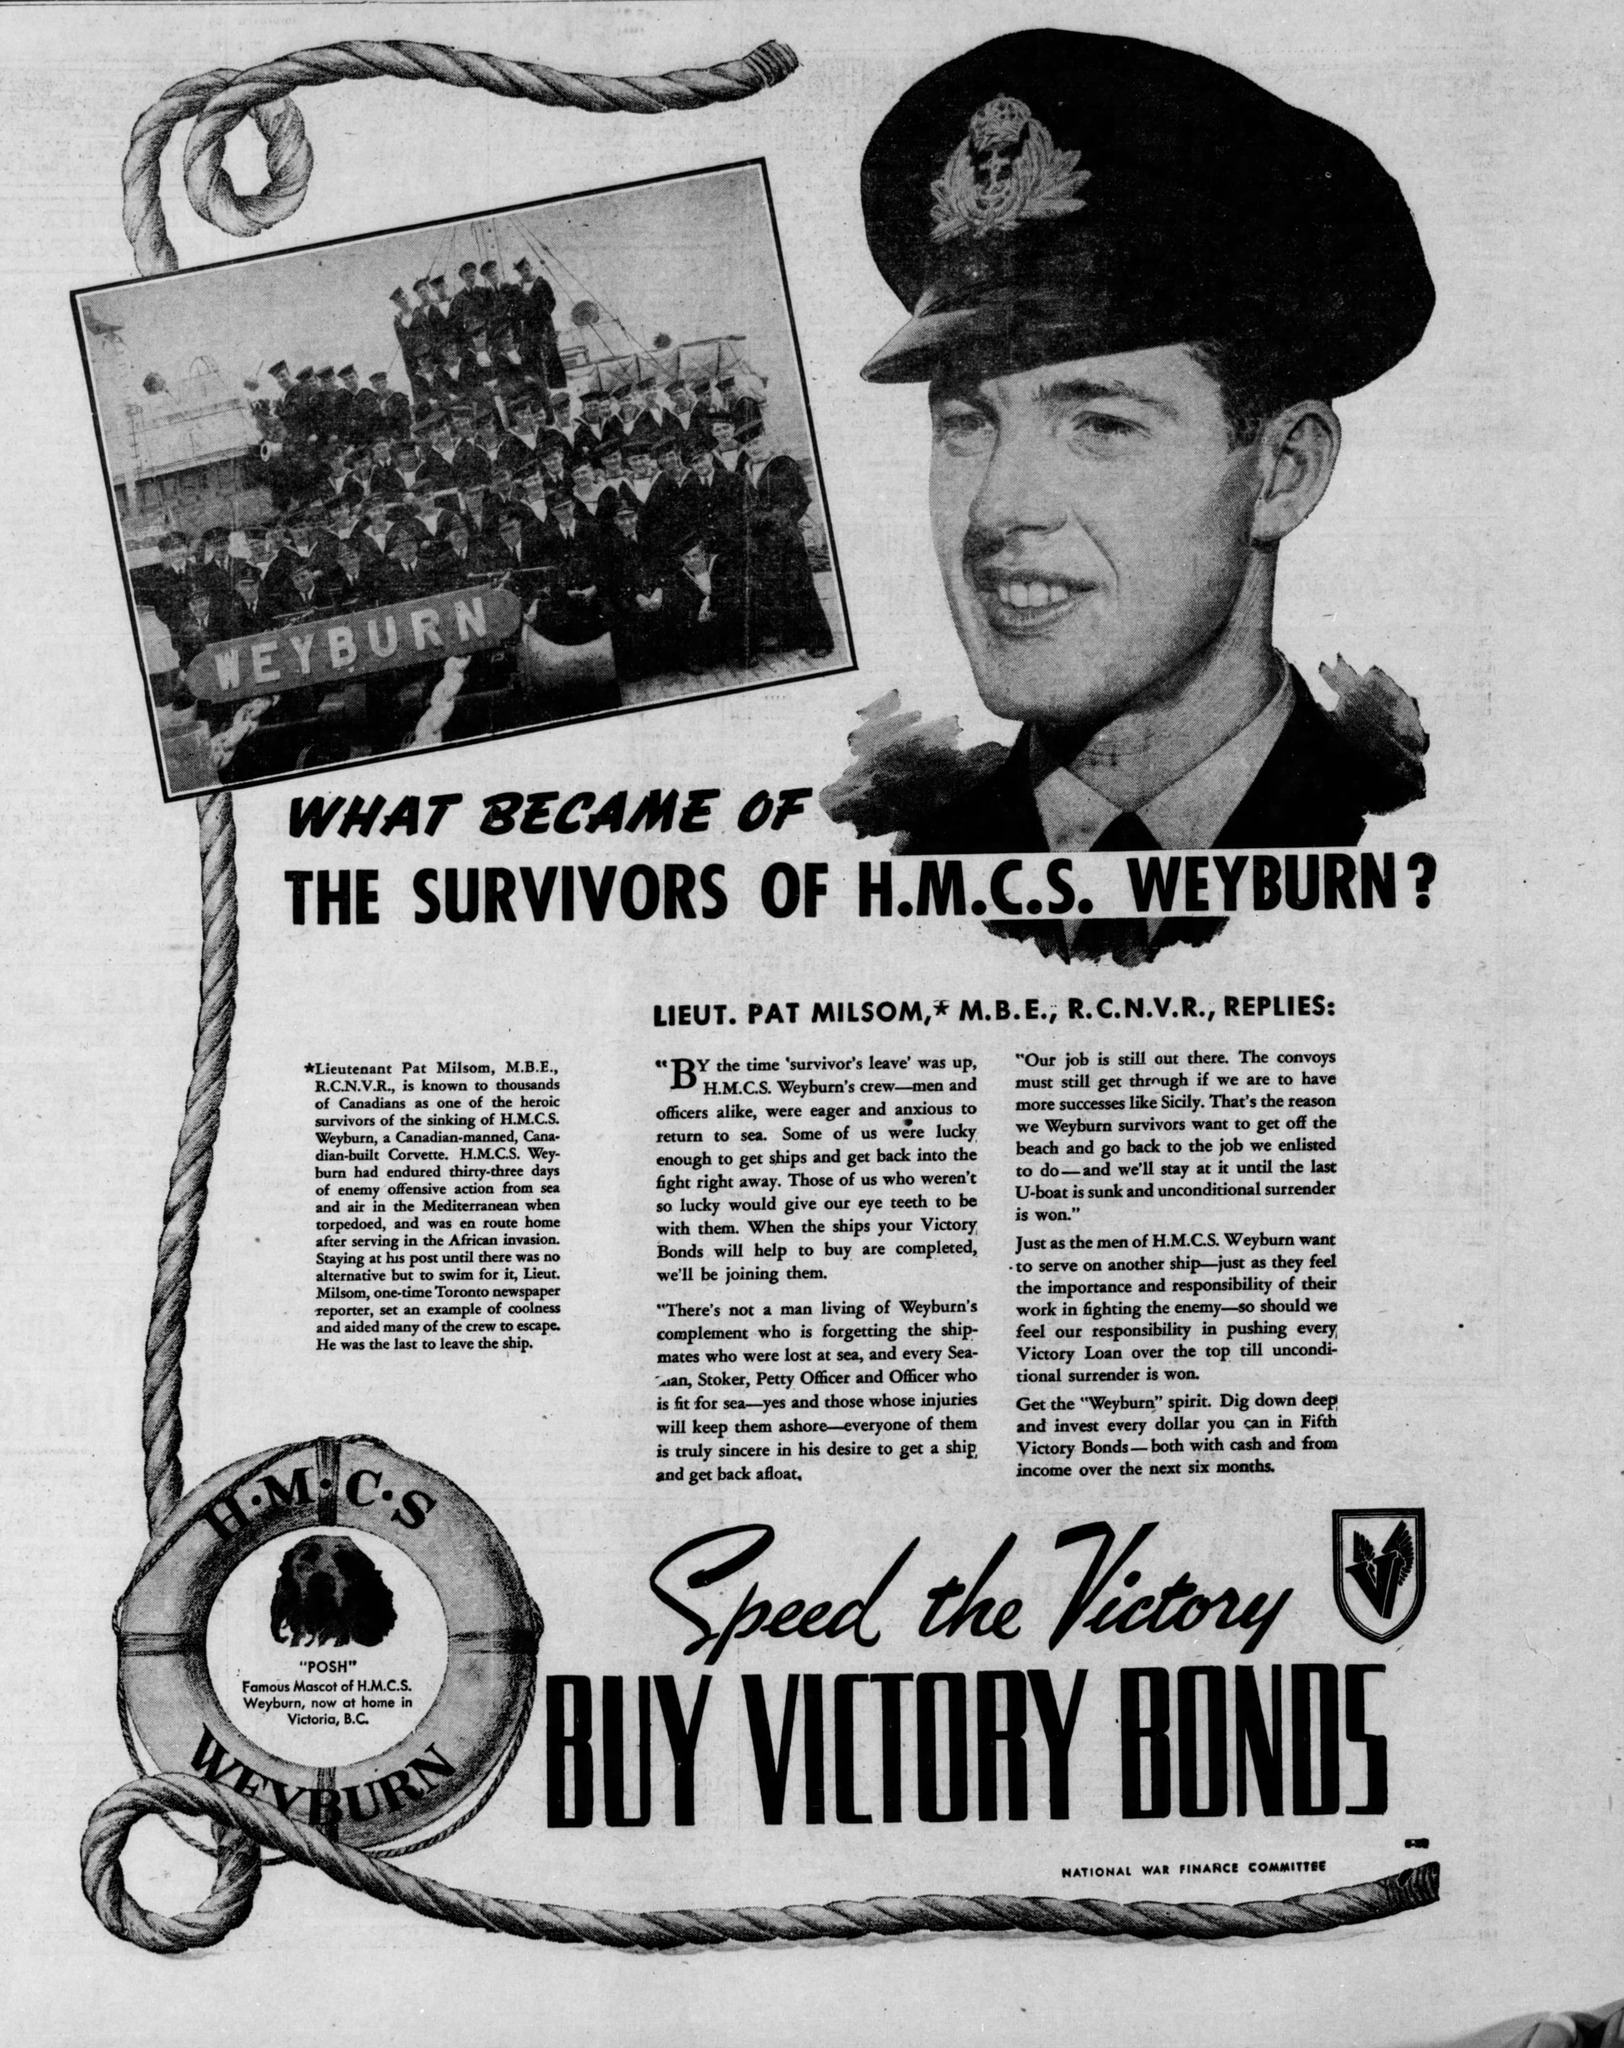 WEYBURN
WHAT BECAME OF
THE SURVIVORS OF H.M.C.S. WEYBURN?
LIEUT. PAT MILSOM,* M.B.E., R.C.N.V.R., REPLIES:
*Lieutenant Pat Milsom, M.B.E.,
R.C.N.V.R., is known to thousands
of Canadians as one of the heroic
survivors of the sinking of H.M.C.S.
Weyburn, a Canadian-manned, Cana-
dian-built Corvette. H.M.C.S. Wey-
burn had endured thirty-three days
of enemy offensive action from sea
and air in the Mediterranean when
torpedoed, and was en route home
after serving in the African invasion.
Staying at his post until there was no
alternative but to swim for it, Lieut.
Milsom, one-time Toronto newspaper
reporter, set an example of coolness
and aided many of the crew to escape.
He was the last to leave the ship.
"BY the time 'survivor's leave' was up,
H.M.C.S. Weyburn's crew—men and
officers alike, were eager and anxious to
return to sea. Some of us were lucky
enough to get ships and get back into the
fight right away. Those of us who weren't
so lucky would give our eye teeth to be
with them. When the ships your Victory
Bonds will help to buy are completed,
we'll be joining them.
"There's not a man living of Weyburn's
complement who is forgetting the ship-
mates who were lost at sea, and every Sea-
man, Stoker, Petty Officer and Officer who
is fit for sea—yes and those whose injuries
will keep them ashore—everyone of them
is truly sincere in his desire to get a ship
and get back afloat.
"Our job is still out there. The convoys
must still get through if we are to have
more successes like Sicily. That's the reason
we Weyburn survivors want to get off the
beach and go back to the job we enlisted
to do—and we'll stay at it until the last
U-boat is sunk and unconditional surrender
is won."
Just as the men of H.M.C.S. Weyburn want
to serve on another ship—just as they feel
the importance and responsibility of their
work in fighting the enemy—so should we
feel our responsibility in pushing every
Victory Loan over the top till uncondi-
tional surrender is won.
Get the "Weyburn" spirit. Dig down deep
and invest every dollar you can in Fifth
Victory Bonds—both with cash and from
income over the next six months.
H·M·C·S
"POSH"
Famous Mascot of H.M.C.S.
Weyburn, now at home in
Victoria, B.C.
WEYBURN
Speed the Victory
V
BUY VICTORY BONDS
NATIONAL WAR FINANCE COMMITTEE